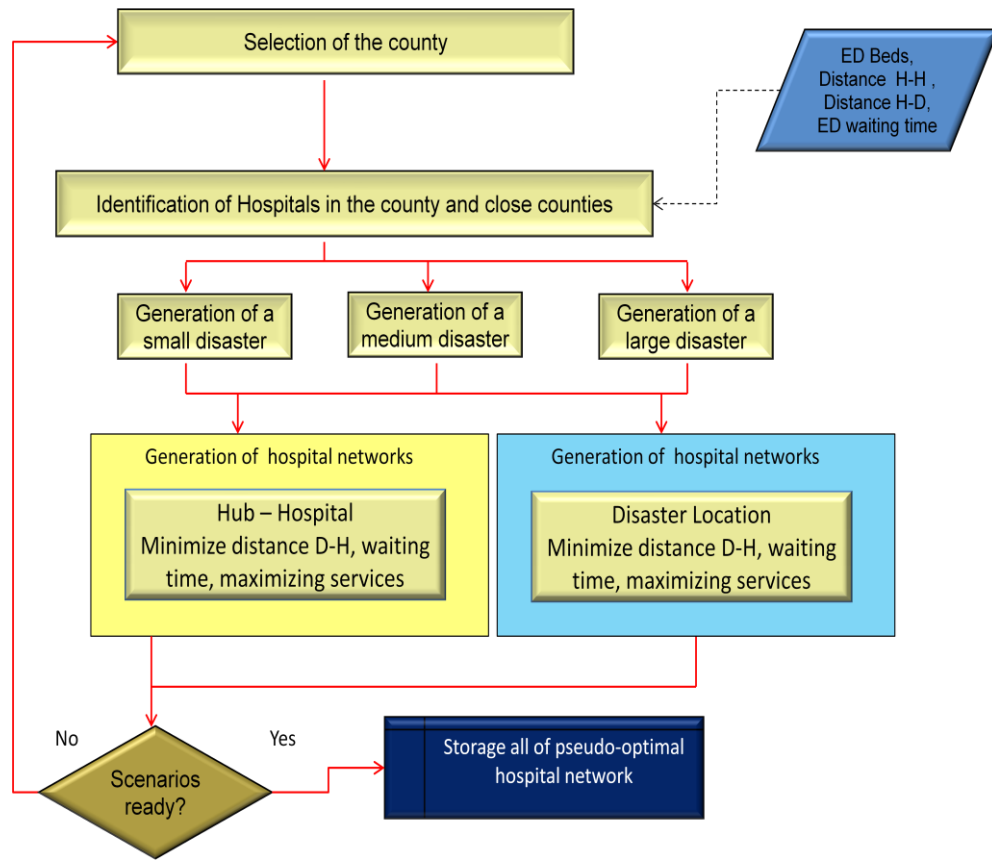 Selection of the county
ED Beds,
Distance H-H ,
Distance H-D,
ED waiting time
Identification of Hospitals in the county and close counties
Generation of a
small disaster
Generation of a
medium disaster
Generation of a
large disaster
Generation of hospital networks
Hub – Hospital
Minimize distance D-H, waiting
time, maximizing services
Generation of hospital networks
Disaster Location
Minimize distance D-H, waiting
time, maximizing services
No
Scenarios
ready?
Yes
Storage all of pseudo-optimal
hospital network